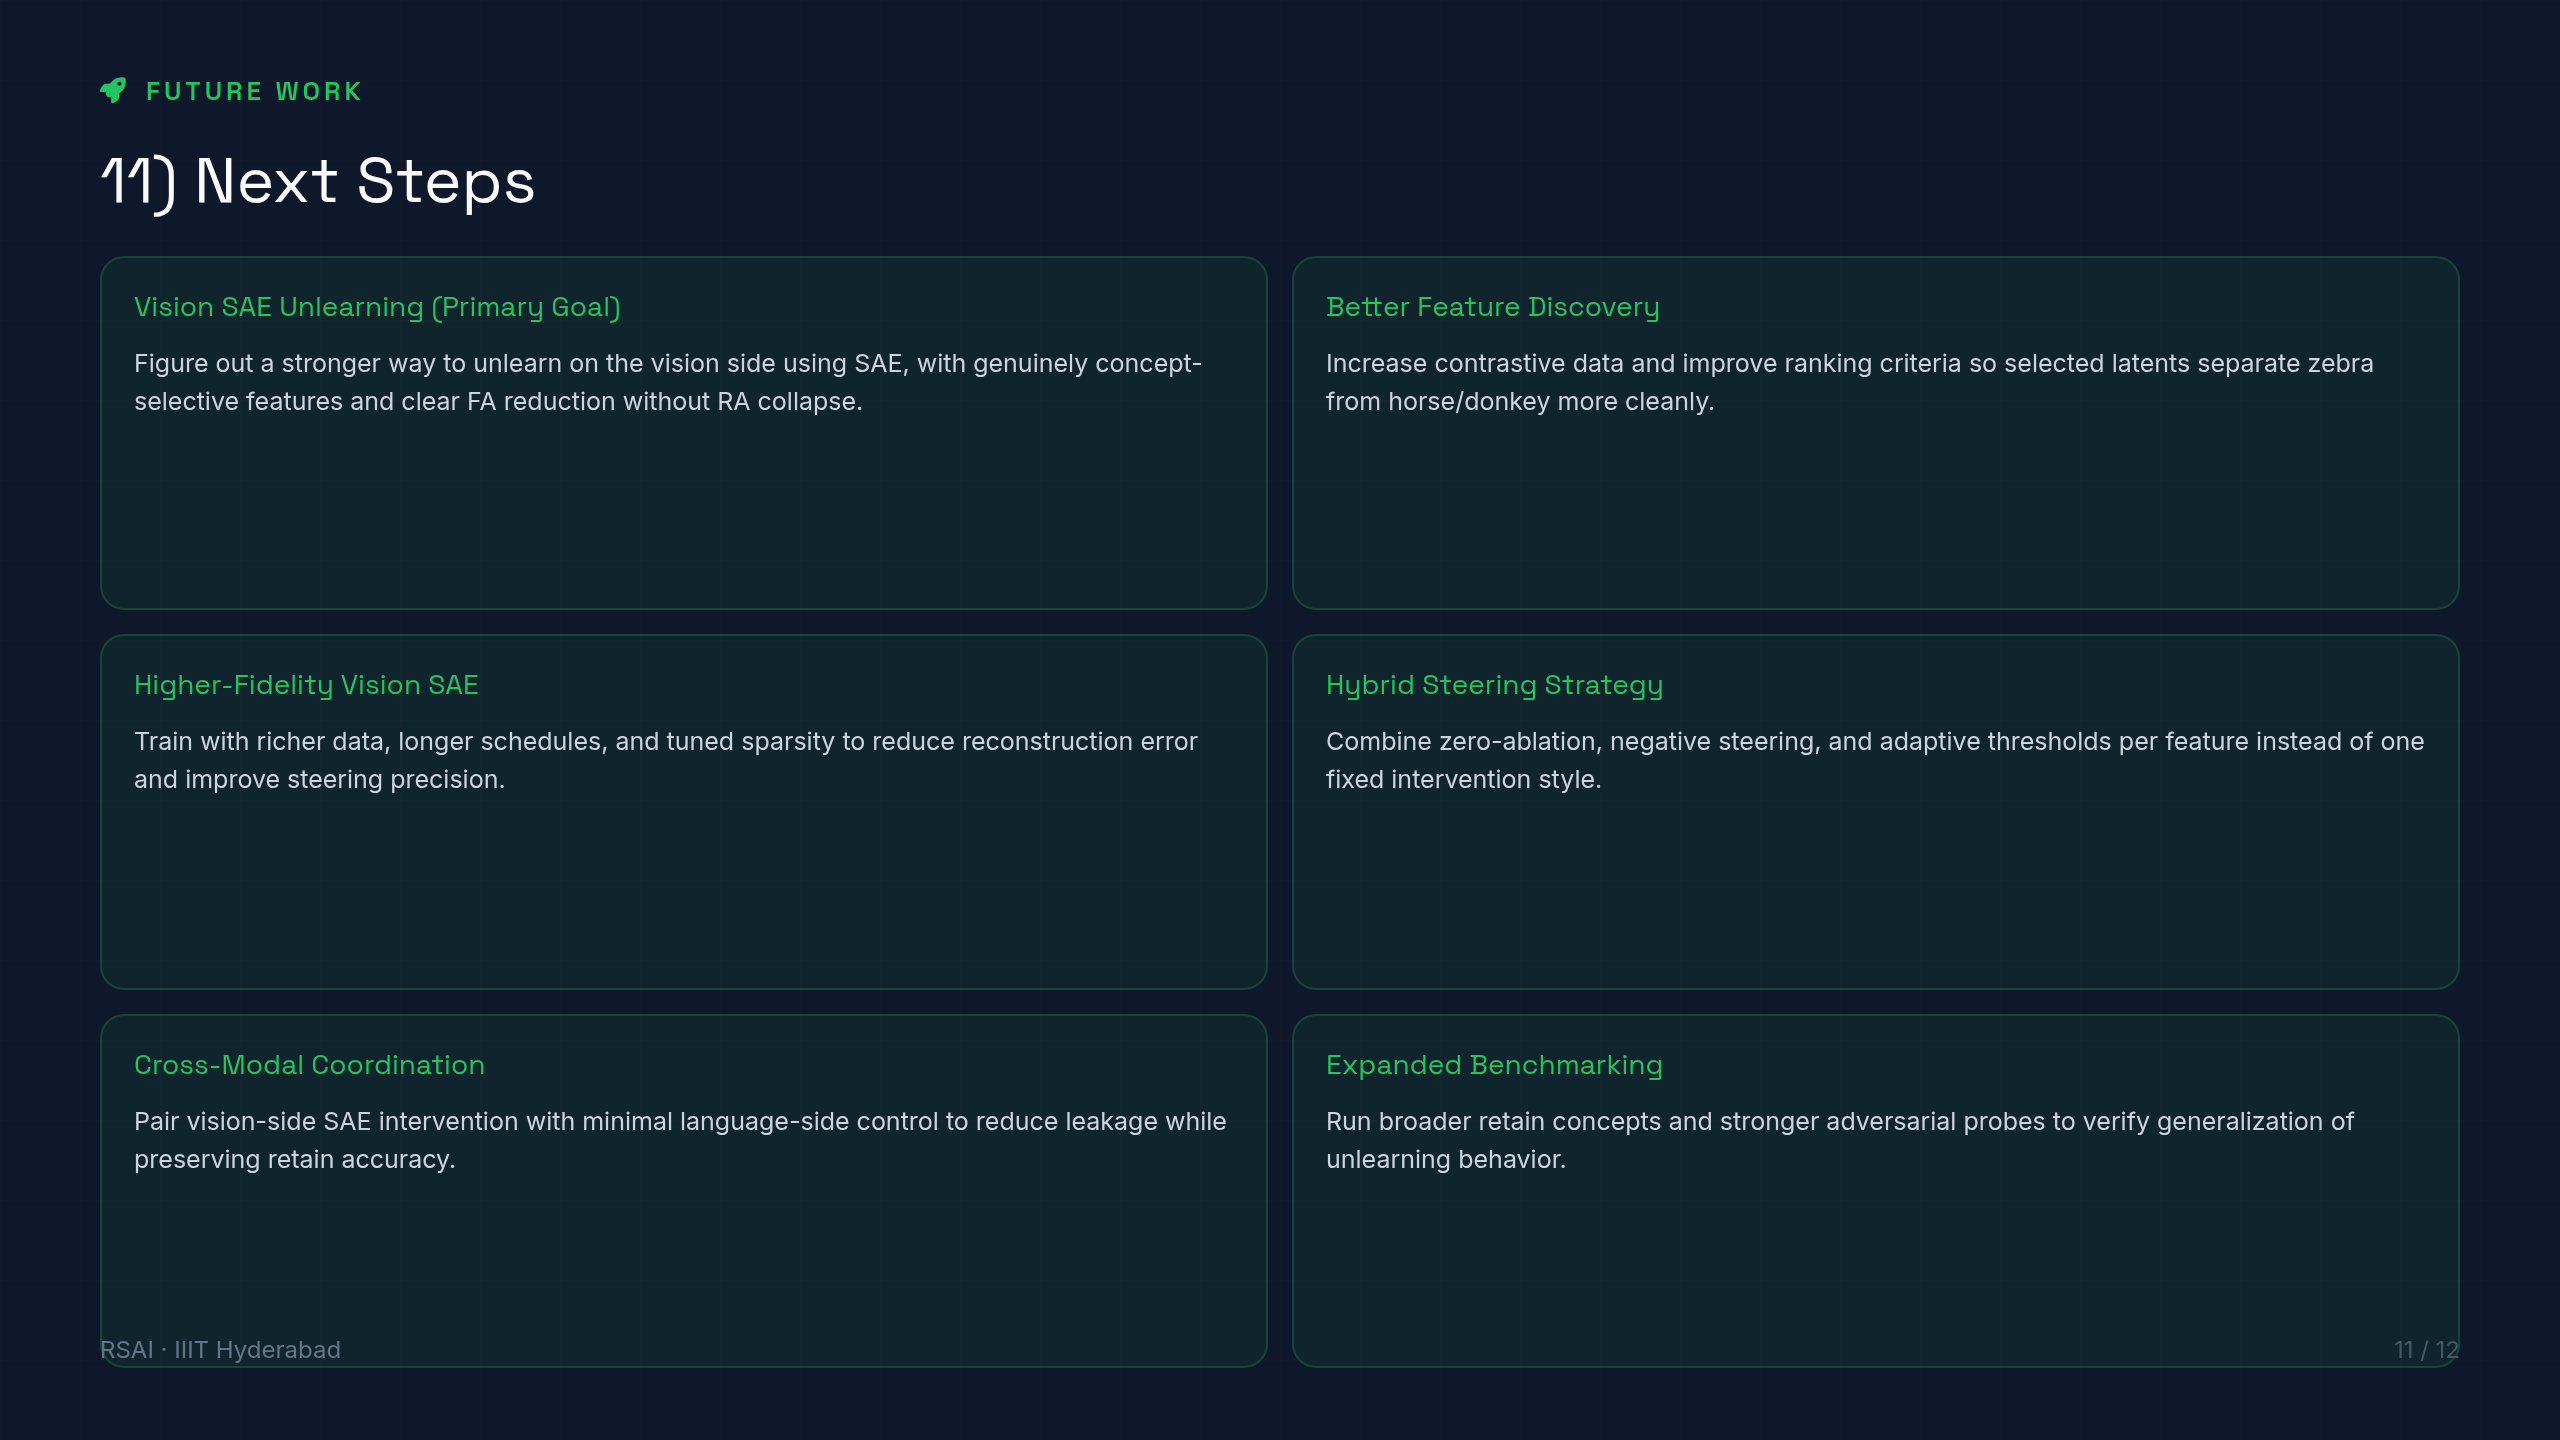 FUTURE WORK
11) Next Steps
Vision SAE Unlearning (Primary Goal)
Figure out a stronger way to unlearn on the vision side using SAE, with genuinely concept-
selective features and clear FA reduction without RA collapse.
Better Feature Discovery
Increase contrastive data and improve ranking criteria so selected latents separate zebra
from horse/donkey more cleanly.
Higher-Fidelity Vision SAE
Train with richer data, longer schedules, and tuned sparsity to reduce reconstruction error
and improve steering precision.
Hybrid Steering Strategy
Combine zero-ablation, negative steering, and adaptive thresholds per feature instead of one
fixed intervention style.
Cross-Modal Coordination
Pair vision-side SAE intervention with minimal language-side control to reduce leakage while
preserving retain accuracy.
Expanded Benchmarking
Run broader retain concepts and stronger adversarial probes to verify generalization of
unlearning behavior.
RSAI · IIIT Hyderabad
11 / 12